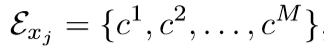 $\mathcal{E}_{x_j} = \{c^1, c^2, \ldots, c^M\}.$